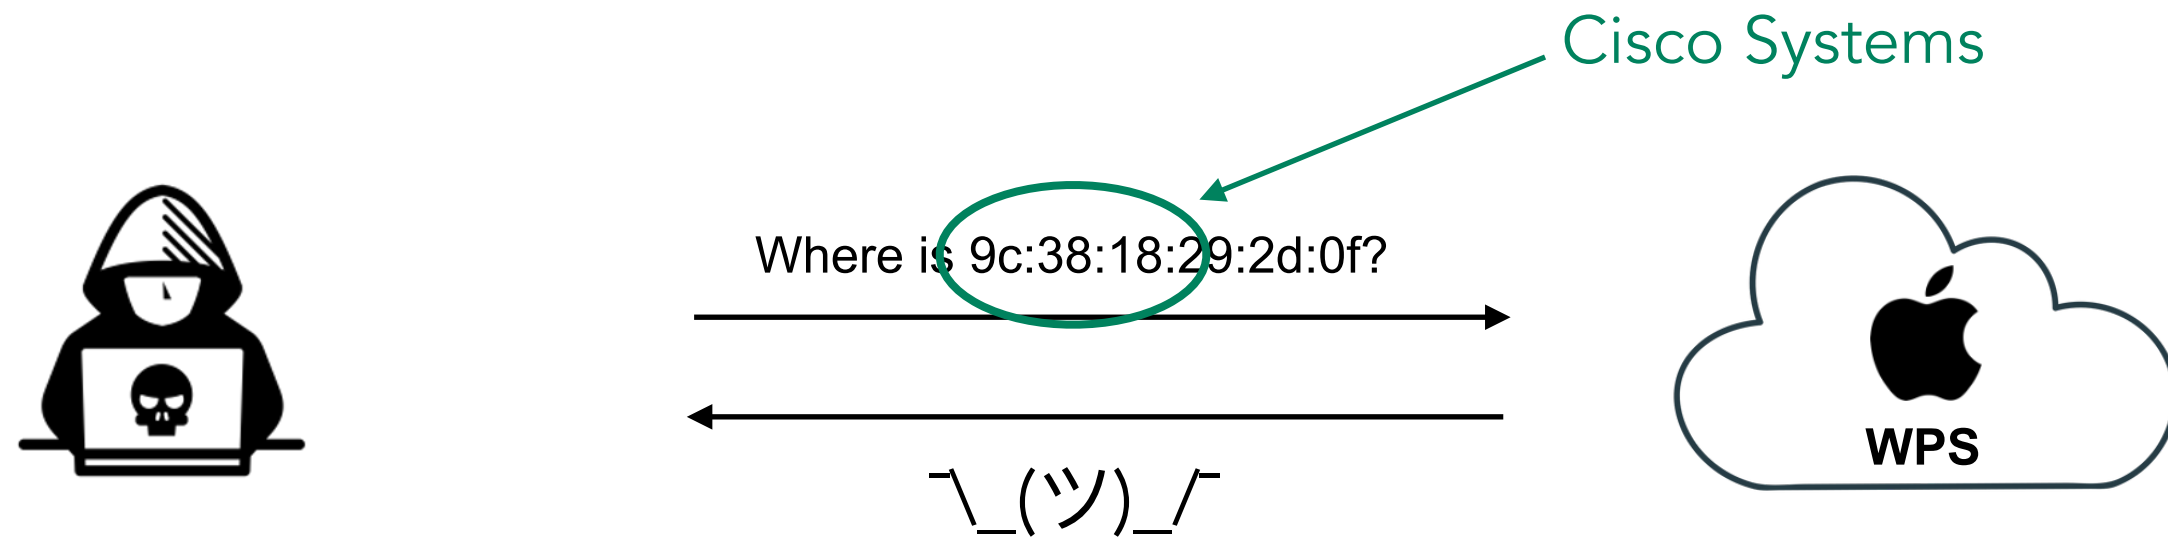 Cisco Systems
Where is 9c:38:18:29:2d:0f?
WPS
¯\_(ツ)_/¯